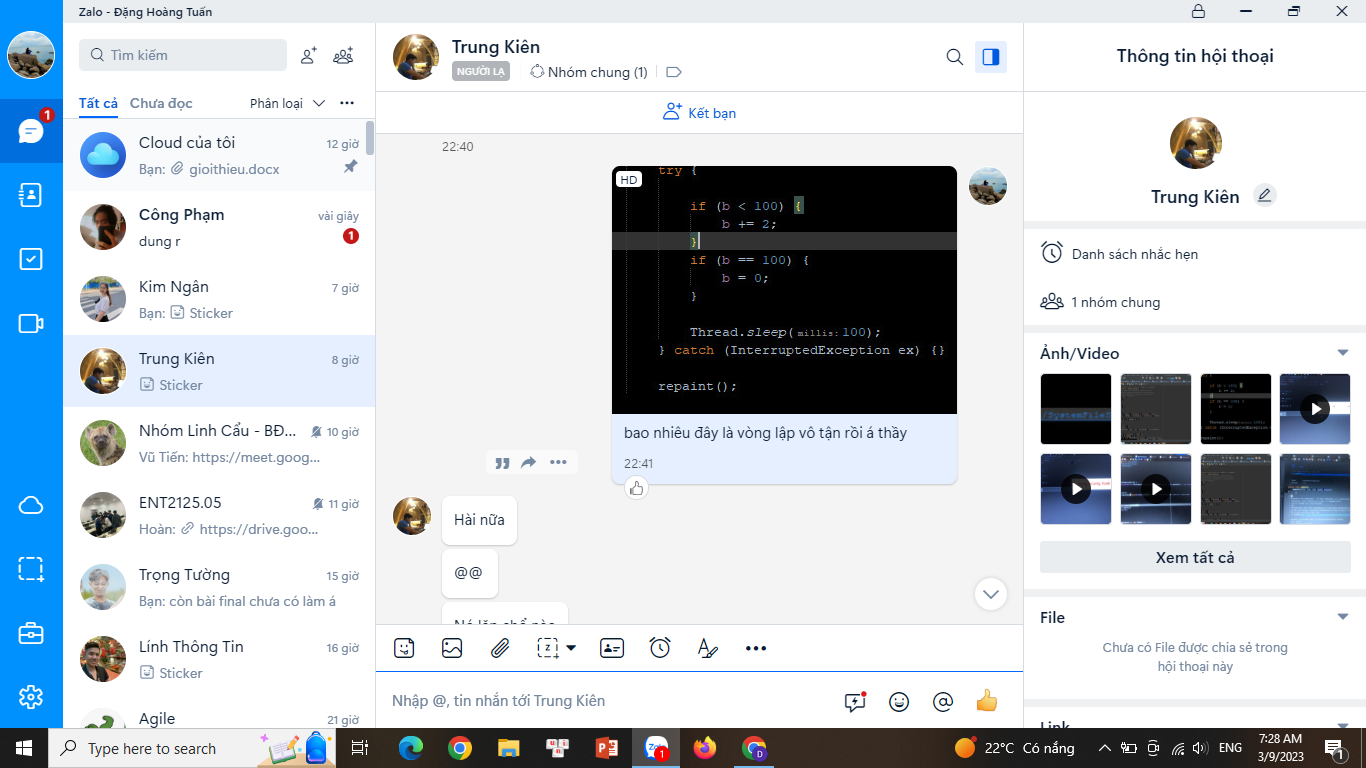 Zalo - Đặng Hoàng Tuấn
Tìm kiếm
Tất cả
Chưa đọc
Phân loại
1
Cloud của tôi
12 giờ
Bạn: gioithieu.docx
Công Phạm
vài giây
dung r
1
Kim Ngân
7 giờ
Bạn: Sticker
Trung Kiên
8 giờ
Sticker
Nhóm Linh Cẩu - BĐ...
10 giờ
Vũ Tiến: https://meet.goog...
ENT2125.05
11 giờ
Hoàn: https://drive.goo...
Trọng Tường
15 giờ
Bạn: còn bài final chưa có làm á
Lính Thông Tin
16 giờ
Sticker
Agile
21 giờ
Trung Kiên
NGƯỜI LẠ
Nhóm chung (1)
Kết bạn
22:40
HD
try {
if (b < 100) {
b += 2;
}
if (b == 100) {
b = 0;
}
Thread.sleep( millis: 100);
} catch (InterruptedException ex) {}
repaint();
bao nhiêu đây là vòng lập vô tận rồi á thầy
22:41
Hài nữa
@@
Nó lặp chổ nào
Nhập @, tin nhắn tới Trung Kiên
Thông tin hội thoại
Trung Kiên
Danh sách nhắc hẹn
1 nhóm chung
Ảnh/Video
Xem tất cả
File
Chưa có File được chia sẻ trong
hội thoại này
Link
Type here to search
Zalo
1
22°C Có nắng
ENG
7:28 AM
3/9/2023
1